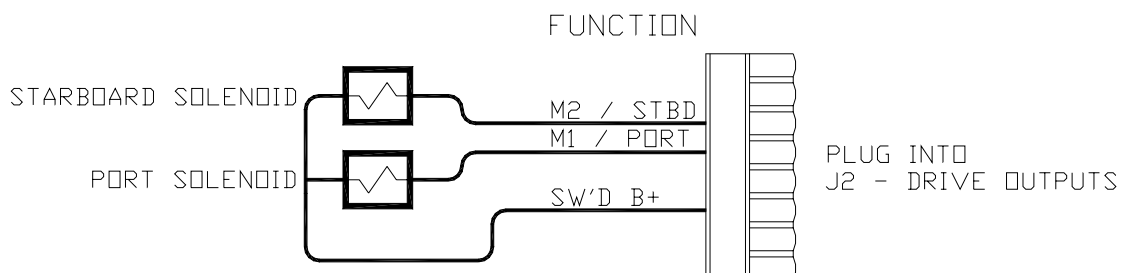 FUNCTION
STARBOARD SOLENOID
M2 / STBD
M1 / PORT
PORT SOLENOID
SW'D B+
PLUG INTO
J2 - DRIVE OUTPUTS